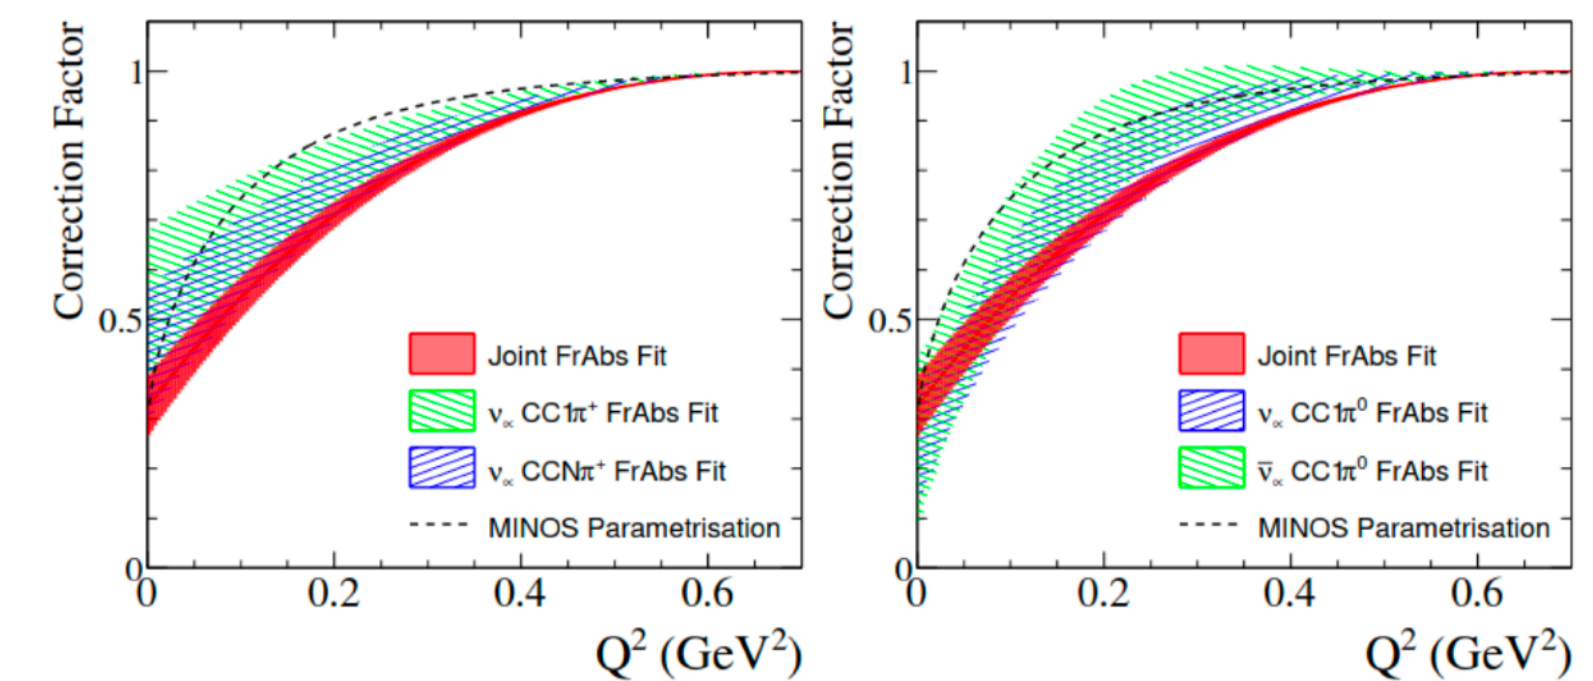 Correction Factor
1
0.5
0
0 0.2 0.4 0.6
Q² (GeV²)
Joint FrAbs Fit
ν∝ CC1π⁺ FrAbs Fit
ν∝ CCNπ⁺ FrAbs Fit
MINOS Parametrisation
Correction Factor
1
0.5
0
0 0.2 0.4 0.6
Q² (GeV²)
Joint FrAbs Fit
ν∝ CC1π⁰ FrAbs Fit
ν̅∝ CC1π⁰ FrAbs Fit
MINOS Parametrisation